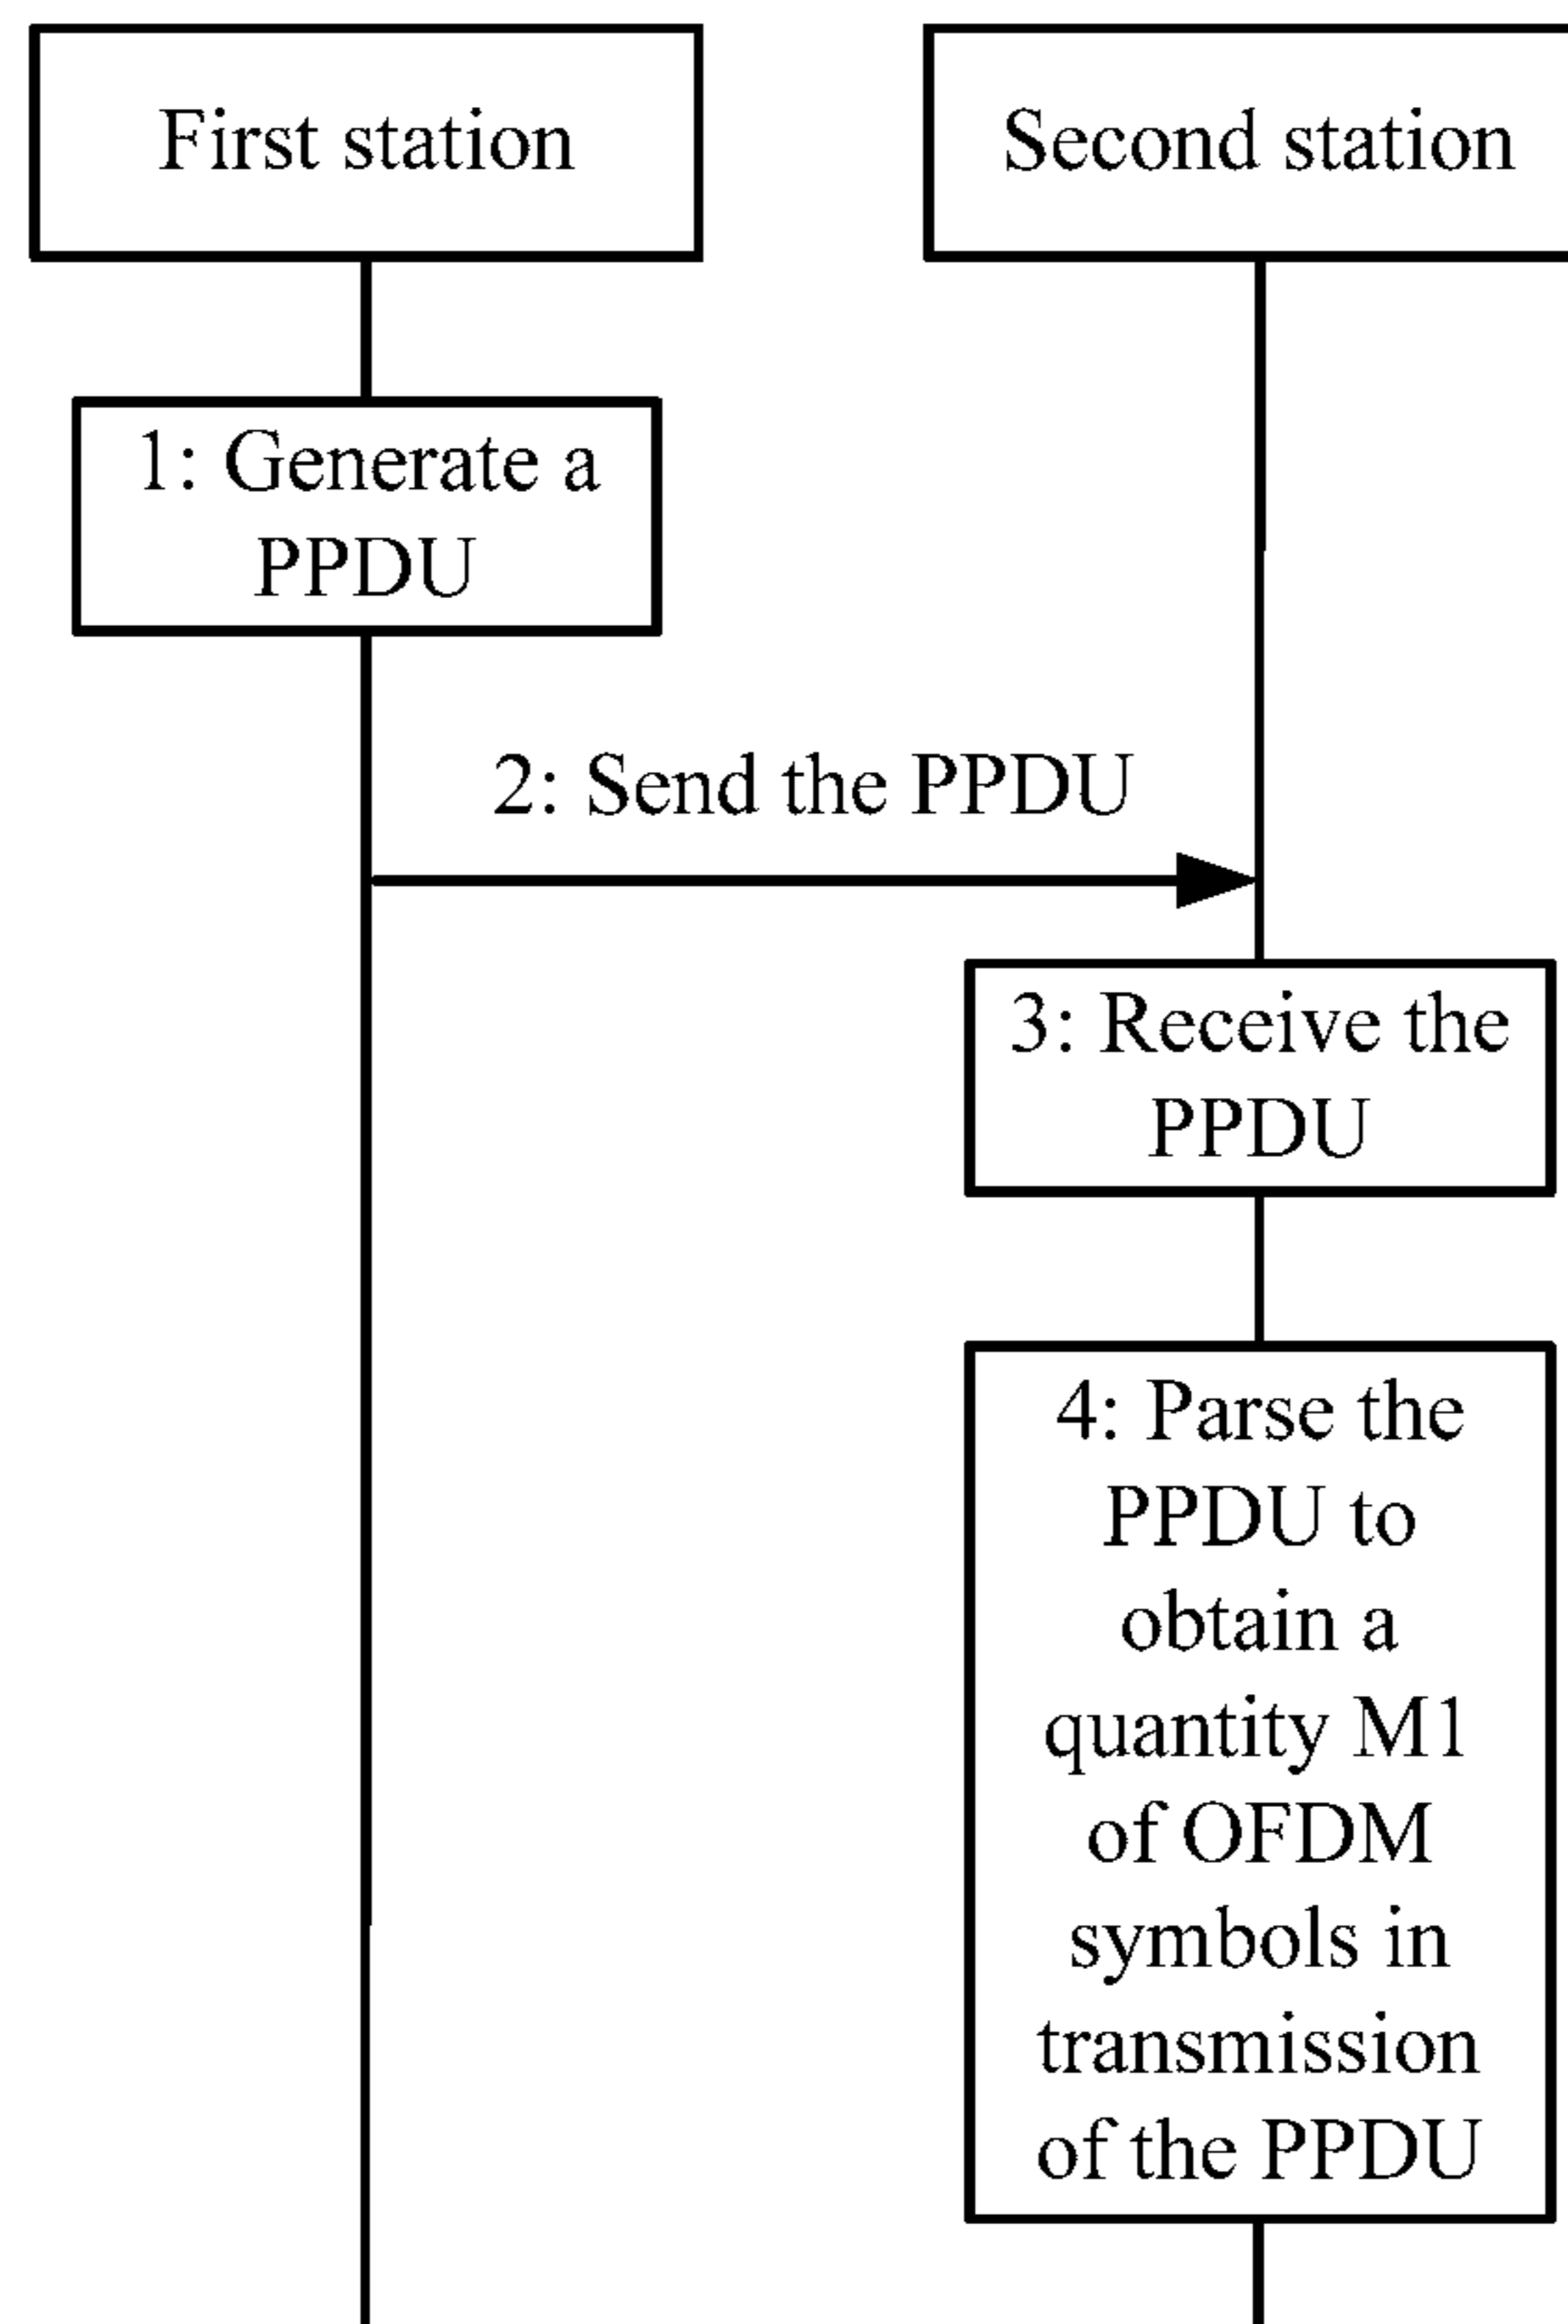 First station
Second station
1: Generate a
PPDU
2: Send the PPDU
3: Receive the
PPDU
4: Parse the
PPDU to
obtain a
quantity M1
of OFDM
symbols in
transmission
of the PPDU